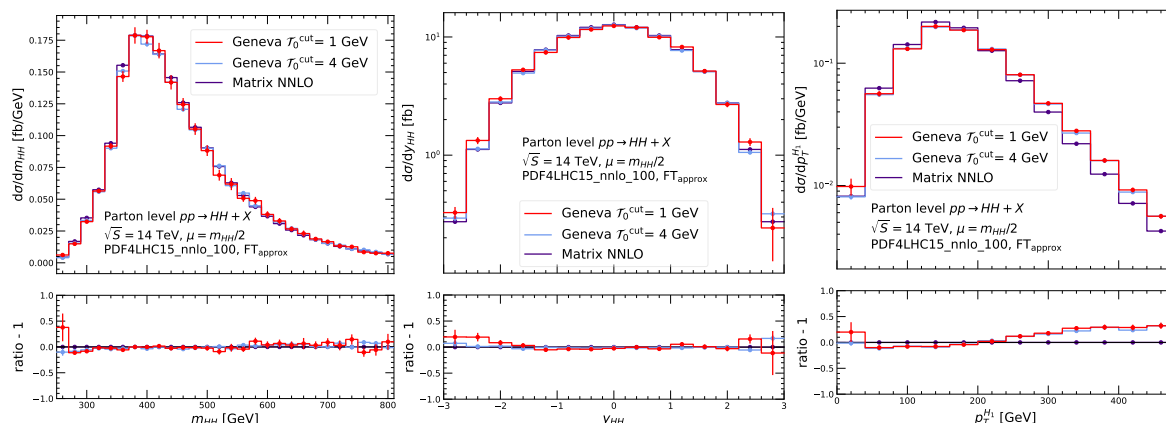 dσ/dm_HH [fb/GeV]
0.175
0.150
0.125
0.100
0.075
0.050
0.025
0.000
Geneva 𝒯₀^cut = 1 GeV
Geneva 𝒯₀^cut = 4 GeV
Matrix NNLO
Parton level pp → HH + X
√S = 14 TeV, μ = m_HH/2
PDF4LHC15_nnlo_100, FT_approx
ratio - 1
1.0
0.5
0.0
−0.5
−1.0
300 400 500 600 700 800
m_HH [GeV]
dσ/dy_HH [fb]
10¹
10⁰
Parton level pp → HH + X
√S = 14 TeV, μ = m_HH/2
PDF4LHC15_nnlo_100, FT_approx
Geneva 𝒯₀^cut = 1 GeV
Geneva 𝒯₀^cut = 4 GeV
Matrix NNLO
ratio - 1
1.0
0.5
0.0
−0.5
−1.0
−3 −2 −1 0 1 2 3
y_HH
dσ/dp_T^H₁ [fb/GeV]
10⁻¹
10⁻²
Geneva 𝒯₀^cut = 1 GeV
Geneva 𝒯₀^cut = 4 GeV
Matrix NNLO
Parton level pp → HH + X
√S = 14 TeV, μ = m_HH/2
PDF4LHC15_nnlo_100, FT_approx
ratio - 1
1.0
0.5
0.0
−0.5
−1.0
0 100 200 300 400
p_T^H₁ [GeV]